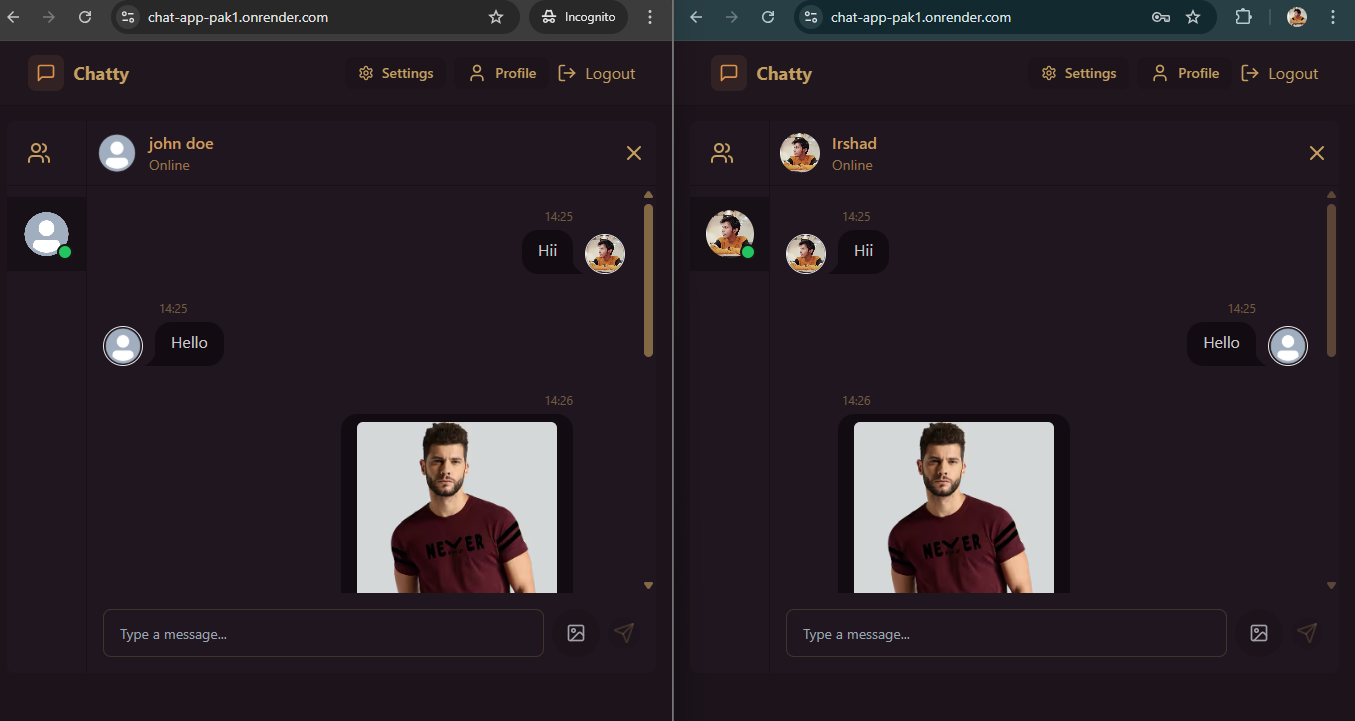 chat-app-pak1.onrender.com
Incognito
Chatty
Settings
Profile
Logout
john doe
Online
14:25
Hii
14:25
Hello
14:26
NEVER
Type a message...
chat-app-pak1.onrender.com
Chatty
Settings
Profile
Logout
Irshad
Online
14:25
Hii
14:25
Hello
14:26
NEVER
Type a message...